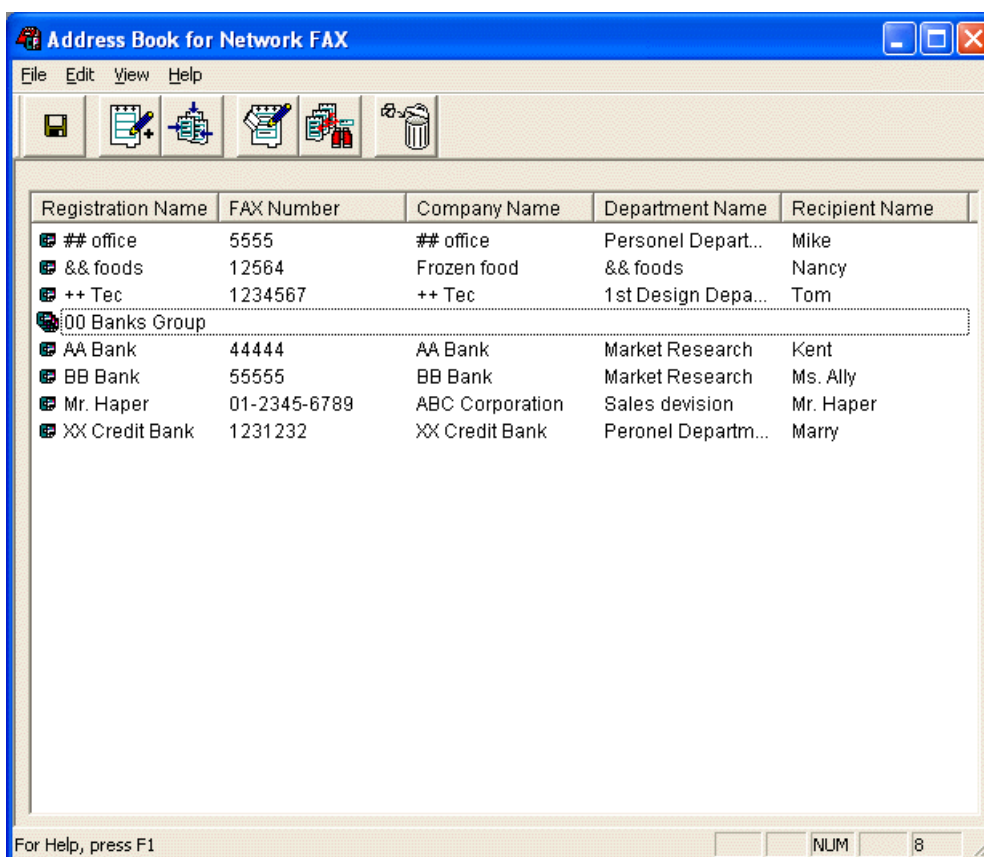 Address Book for Network FAX
File Edit View Help
Registration Name FAX Number Company Name Department Name Recipient Name
## office 5555 ## office Personel Depart... Mike
&& foods 12564 Frozen food && foods Nancy
++ Tec 1234567 ++ Tec 1st Design Depa... Tom
00 Banks Group
AA Bank 44444 AA Bank Market Research Kent
BB Bank 55555 BB Bank Market Research Ms. Ally
Mr. Haper 01-2345-6789 ABC Corporation Sales devision Mr. Haper
XX Credit Bank 1231232 XX Credit Bank Peronel Departm... Marry
For Help, press F1 NUM 8